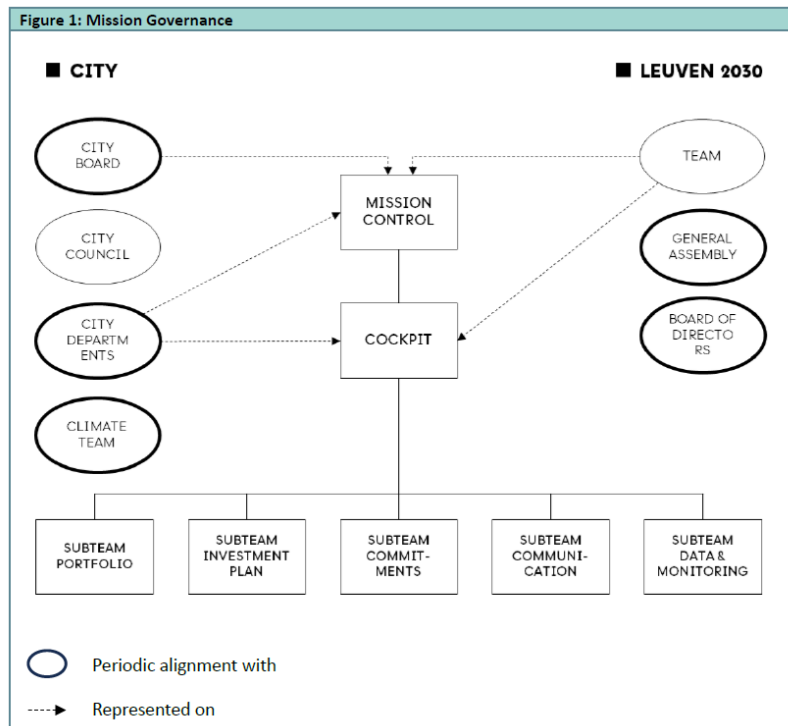 Figure 1: Mission Governance
CITY
LEUVEN 2030
CITY
BOARD
TEAM
MISSION
CONTROL
CITY
COUNCIL
GENERAL
ASSEMBLY
CITY
DEPARTM
ENTS
COCKPIT
BOARD OF
DIRECTO
RS
CLIMATE
TEAM
SUBTEAM
PORTFOLIO
SUBTEAM
INVESTMENT
PLAN
SUBTEAM
COMMIT-
MENTS
SUBTEAM
COMMUNI-
CATION
SUBTEAM
DATA &
MONITORING
Periodic alignment with
Represented on